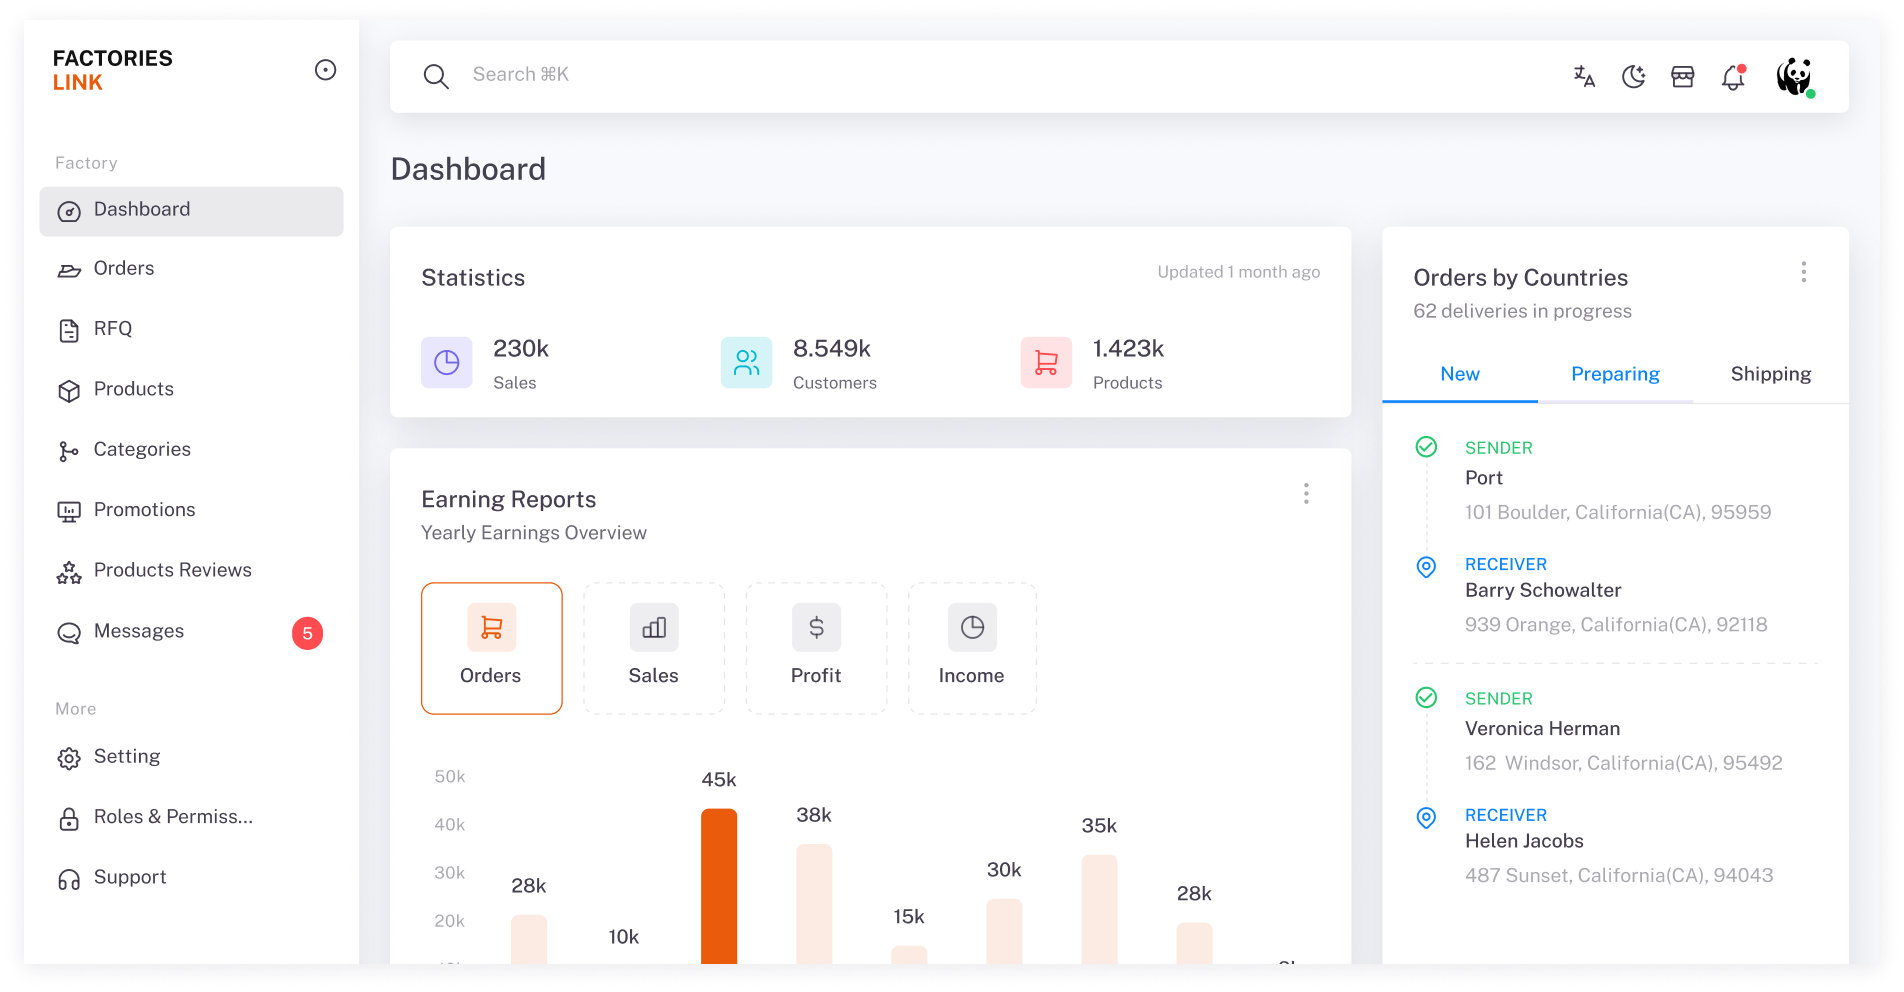 FACTORIES
LINK
Factory
Dashboard
Orders
RFQ
Products
Categories
Promotions
Products Reviews
Messages
5
More
Setting
Roles & Permiss...
Support
Search ⌘K
Dashboard
Statistics
Updated 1 month ago
230k
Sales
8.549k
Customers
1.423k
Products
Earning Reports
Yearly Earnings Overview
Orders
Sales
$
Profit
Income
50k
40k
30k
20k
28k
10k
45k
38k
15k
30k
35k
28k
Orders by Countries
62 deliveries in progress
New
Preparing
Shipping
SENDER
Port
101 Boulder, California(CA), 95959
RECEIVER
Barry Schowalter
939 Orange, California(CA), 92118
SENDER
Veronica Herman
162  Windsor, California(CA), 95492
RECEIVER
Helen Jacobs
487 Sunset, California(CA), 94043